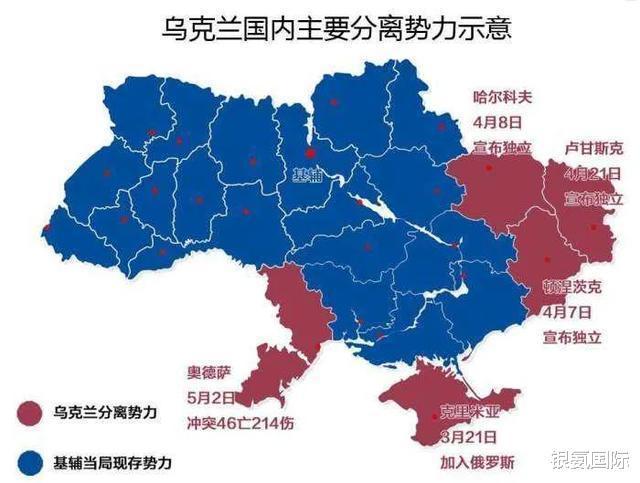 乌克兰国内主要分离势力示意
哈尔科夫
4月8日
宣布独立
卢甘斯克
4月21日
宣布独立
基辅
顿涅茨克
4月7日
宣布独立
奥德萨
5月2日
冲突46亡214伤
克里米亚
3月21日
加入俄罗斯
乌克兰分离势力
基辅当局现存势力
银氨国际